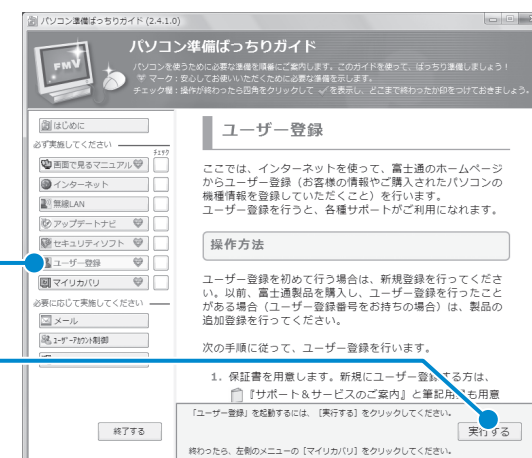 パソコン準備ばっちりガイド (2.4.1.0)
FMV
パソコン準備ばっちりガイド
パソコンを使うために必要な準備を順番にご案内します。このガイドを使って、ばっちり準備しましょう！
マーク：安心してお使いいただくために必要な準備を示します。
チェック欄：操作が終わったら四角をクリックして ✓を表示し、どこまで終わったか印をつけておきましょう。
はじめに
必ず実施してください
チェック
画面で見るマニュアル
インターネット
無線LAN
アップデートナビ
セキュリティソフト
ユーザー登録
マイリカバリ
必要に応じて実施してください
メール
ユーザーアカウント制御
終了する
ユーザー登録
ここでは、インターネットを使って、富士通のホームページ
からユーザー登録（お客様の情報やご購入されたパソコンの
機種情報を登録していただくこと）を行います。
ユーザー登録を行うと、各種サポートがご利用になれます。
操作方法
ユーザー登録を初めて行う場合は、新規登録を行ってくださ
い。以前、富士通製品を購入し、ユーザー登録を行ったこと
がある場合（ユーザー登録番号をお持ちの場合）は、製品の
追加登録を行ってください。
次の手順に従って、ユーザー登録を行います。
1. 保証書を用意します。新規にユーザー登録する方は、
『サポート＆サービスのご案内』と筆記用具も用意
「ユーザー登録」を起動するには、［実行する］をクリックしてください。
実行する
終わったら、左側のメニューの［マイリカバリ］をクリックしてください。